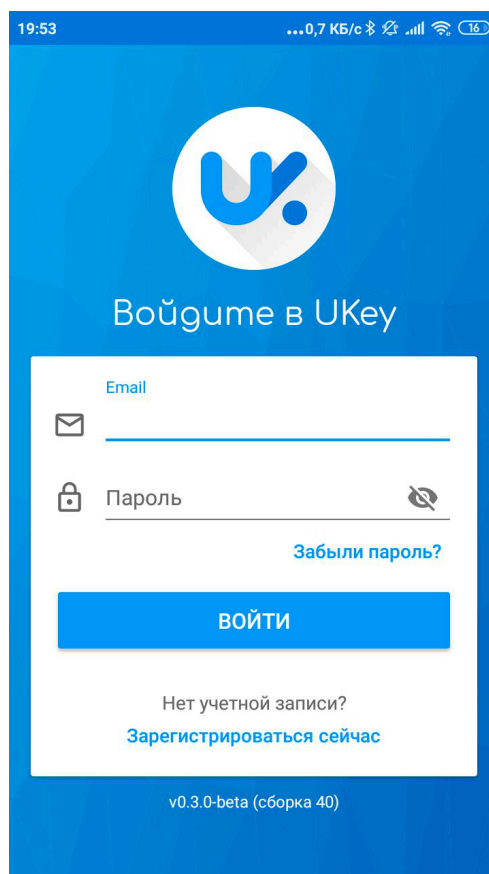 19:53 ...0,7 КБ/с 16
UK.
Войдите в UKey
Email
Пароль
Забыли пароль?
ВОЙТИ
Нет учетной записи?
Зарегистрироваться сейчас
v0.3.0-beta (сборка 40)